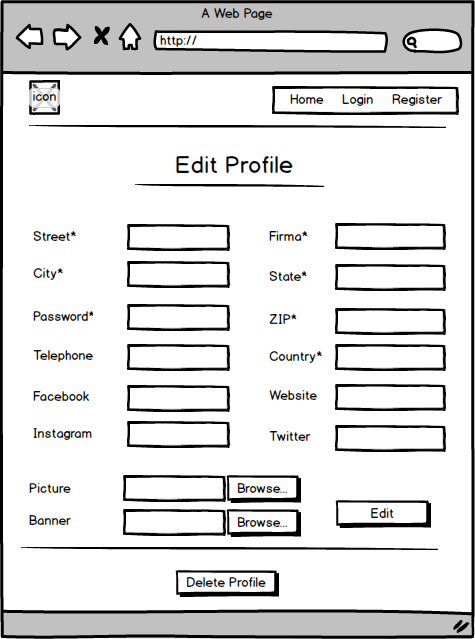 A Web Page
http://
icon
Home Login Register
Edit Profile
Street* Firma*
City* State*
Password* ZIP*
Telephone Country*
Facebook Website
Instagram Twitter
Picture Browse...
Banner Browse... Edit
Delete Profile